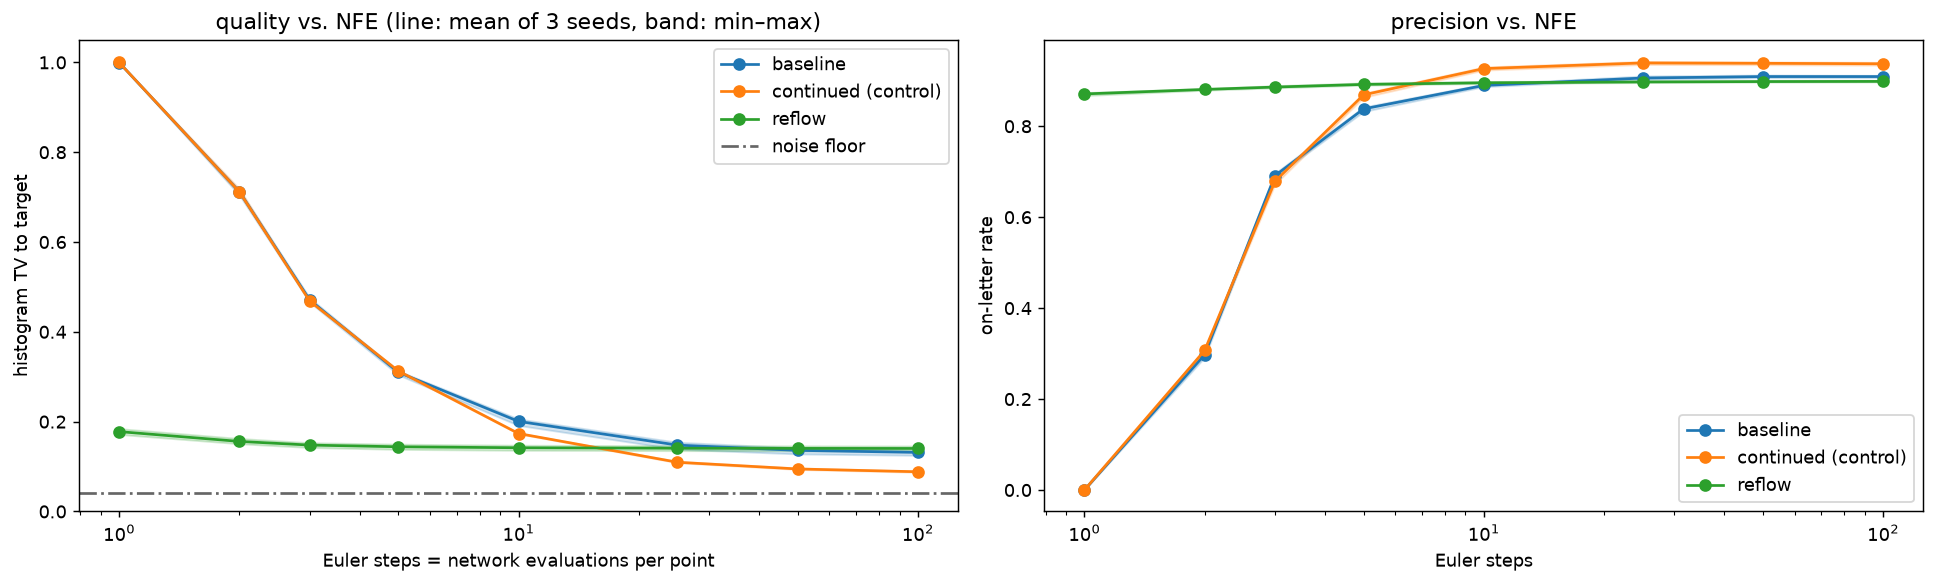 quality vs. NFE (line: mean of 3 seeds, band: min–max)
histogram TV to target
1.0
0.8
0.6
0.4
0.2
0.0
10⁰
10¹
10²
Euler steps = network evaluations per point
baseline
continued (control)
reflow
noise floor
precision vs. NFE
on-letter rate
0.8
0.6
0.4
0.2
0.0
10⁰
10¹
10²
Euler steps
baseline
continued (control)
reflow